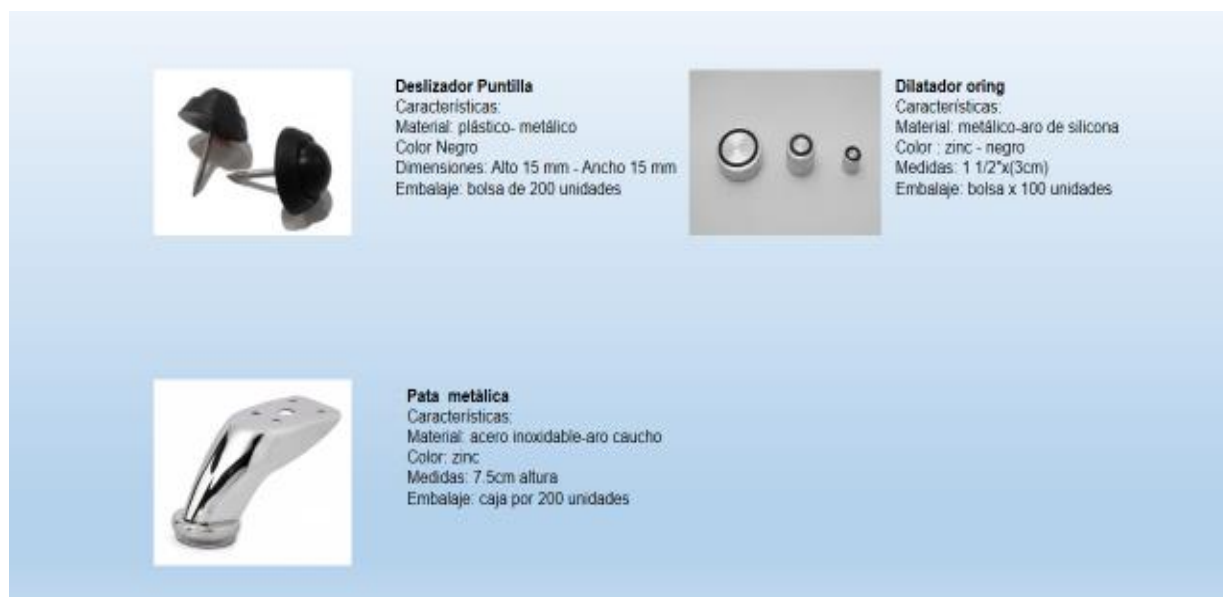 Deslizador Puntilla
Características:
Material: plástico- metálico
Color Negro
Dimensiones: Alto 15 mm - Ancho 15 mm
Embalaje: bolsa de 200 unidades
Dilatador oring
Características:
Material: metálico-aro de silicona
Color : zinc - negro
Medidas: 1 1/2"x(3cm)
Embalaje: bolsa x 100 unidades
Pata metálica
Características:
Material: acero inoxidable-aro caucho
Color: zinc
Medidas: 7.5cm altura
Embalaje: caja por 200 unidades